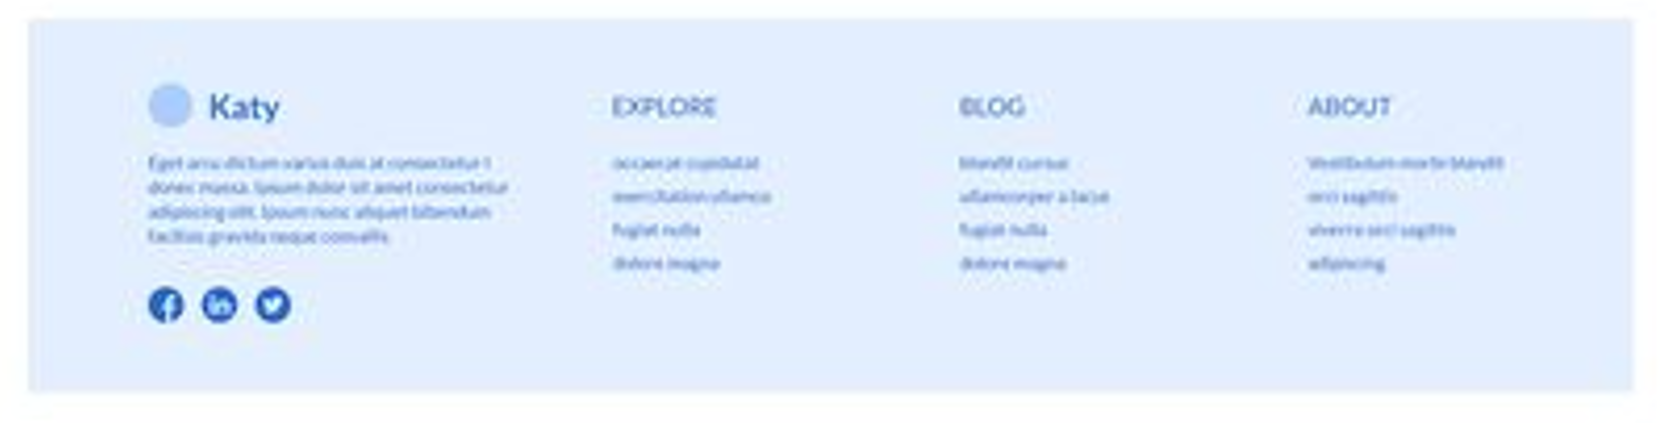 Katy
Eget arcu dictum varius duis at consectetur l
donec massa. Ipsum dolor sit amet consectetur
adipiscing elit. Ipsum nunc aliquet bibendum
facilisis gravida neque convallis.
EXPLORE
occaecat cupidatat
exercitation ullamco
fugiat nulla
dolore magna
BLOG
blandit cursus
ullamcorper a lacus
fugiat nulla
dolore magna
ABOUT
Vestibulum morbi blandit
orci sagittis
viverra orci sagittis
adipiscing